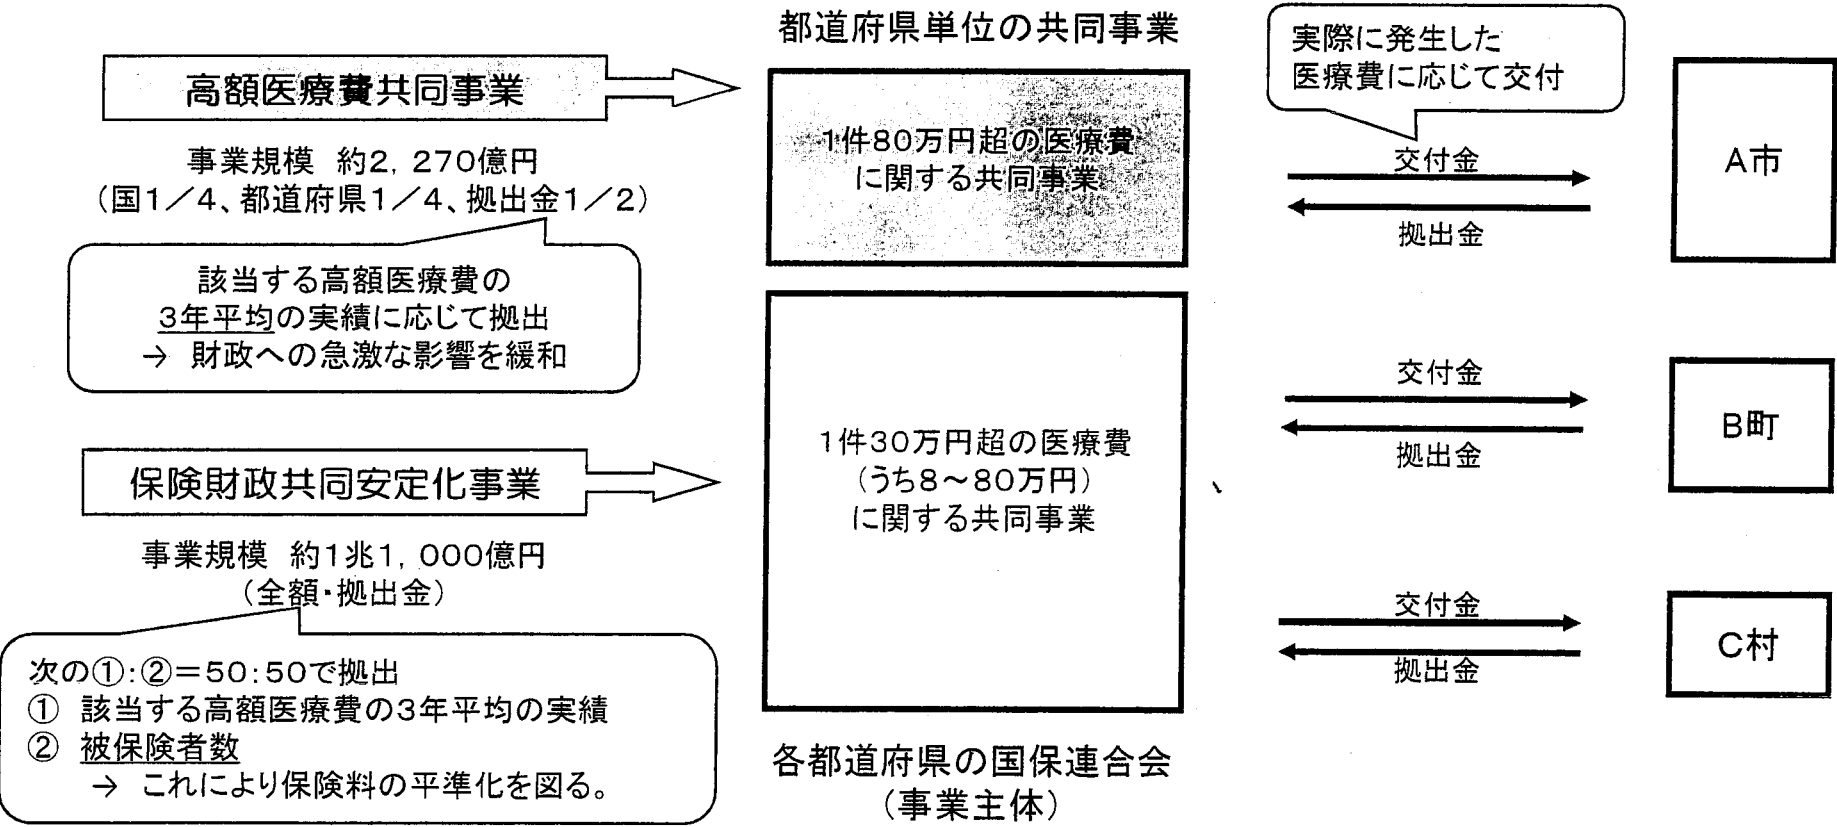 都道府県単位の共同事業
高額医療費共同事業
事業規模 約2，270億円
（国1／4、都道府県1／4、拠出金1／2）
該当する高額医療費の
3年平均の実績に応じて拠出
→ 財政への急激な影響を緩和
保険財政共同安定化事業
事業規模 約1兆1，000億円
（全額・拠出金）
次の①：②＝50：50で拠出
① 該当する高額医療費の3年平均の実績
② 被保険者数
→ これにより保険料の平準化を図る。
1件80万円超の医療費
に関する共同事業
1件30万円超の医療費
（うち8～80万円）
に関する共同事業
各都道府県の国保連合会
（事業主体）
実際に発生した
医療費に応じて交付
交付金
拠出金
A市
交付金
拠出金
B町
交付金
拠出金
C村